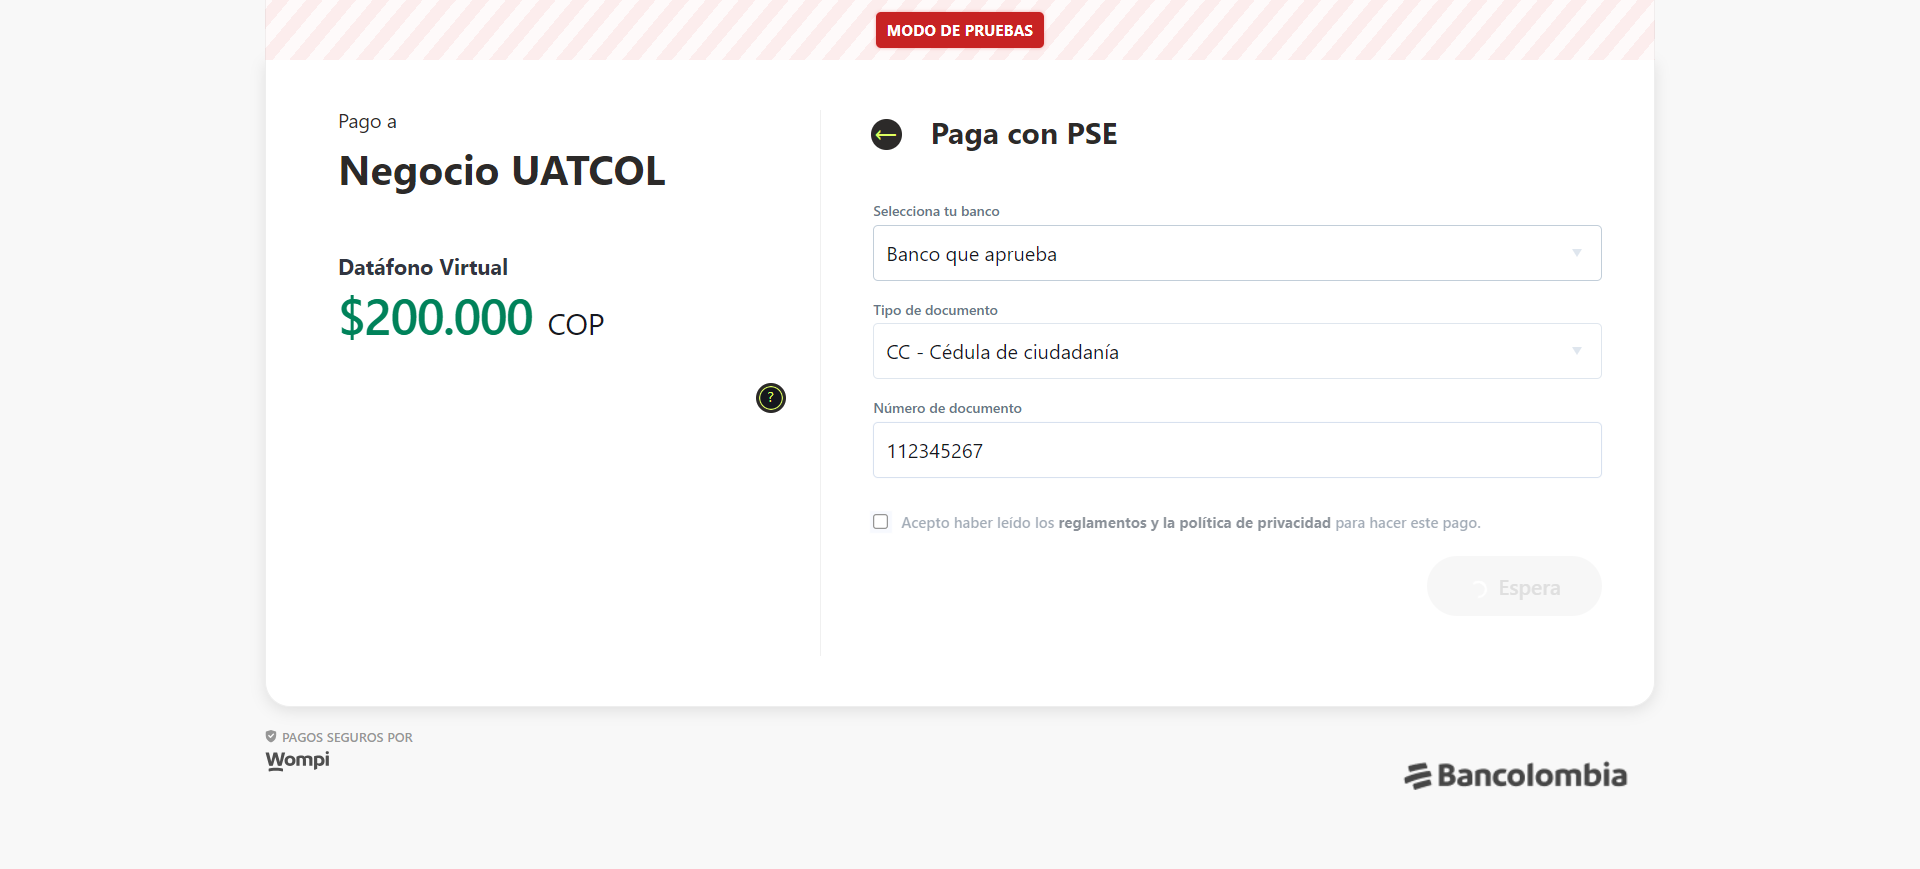 MODO DE PRUEBAS
Pago a
Negocio UATCOL
Datáfono Virtual
$200.000 COP
?
Paga con PSE
Selecciona tu banco
Banco que aprueba
Tipo de documento
CC - Cédula de ciudadanía
Número de documento
112345267
Acepto haber leído los reglamentos y la política de privacidad para hacer este pago.
Espera
PAGOS SEGUROS POR
Wompi
Bancolombia